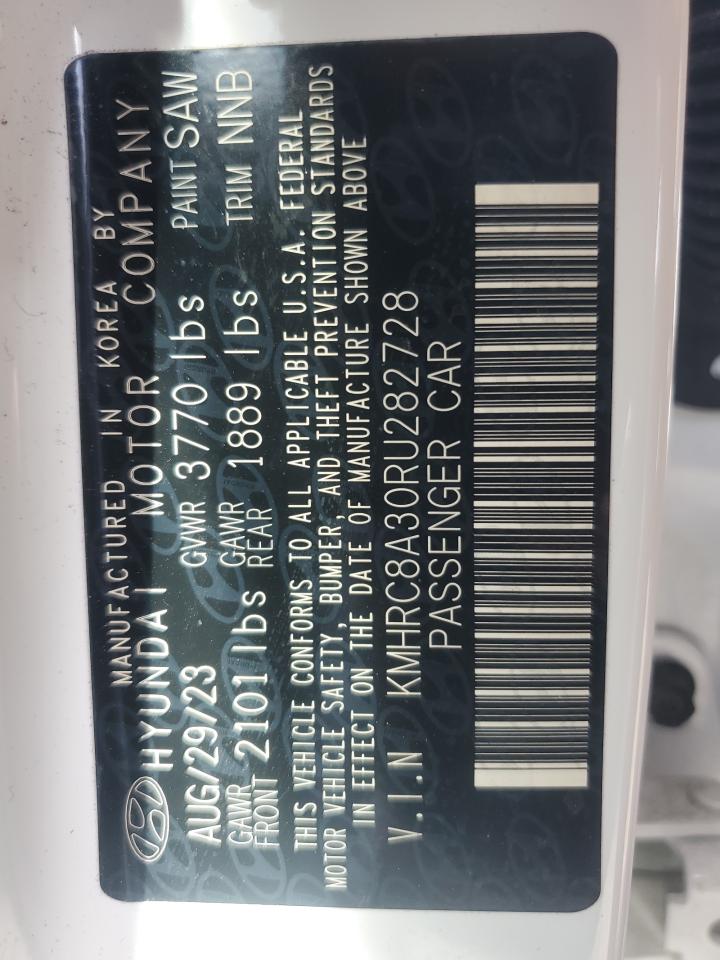 MANUFACTURED IN KOREA BY
HYUNDAI MOTOR COMPANY
AUG/29/23 GVWR 3770 lbs PAINT SAW
GAWR FRONT 2101 lbs GAWR REAR 1889 lbs TRIM NNB
THIS VEHICLE CONFORMS TO ALL APPLICABLE U.S.A. FEDERAL
MOTOR VEHICLE SAFETY, BUMPER, AND THEFT PREVENTION STANDARDS
IN EFFECT ON THE DATE OF MANUFACTURE SHOWN ABOVE
V.I.N KMHRC8A30RU282728
PASSENGER CAR